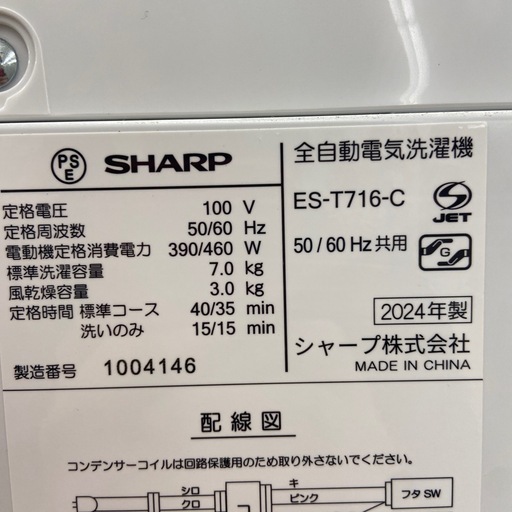 PS E SHARP 全自動電気洗濯機
ES-T716-C
JET
50/60 Hz共用
G
定格電圧 100 V
定格周波数 50/60 Hz
電動機定格消費電力 390/460 W
標準洗濯容量 7.0 kg
風乾燥容量 3.0 kg
定格時間 標準コース 40/35 min
洗いのみ 15/15 min
製造番号 1004146
2024年製
シャープ株式会社
MADE IN CHINA
配線図
コンデンサーコイルは回路保護用のため取り外さないでください。
シロ
クロ
キ
ピンク
フタSW